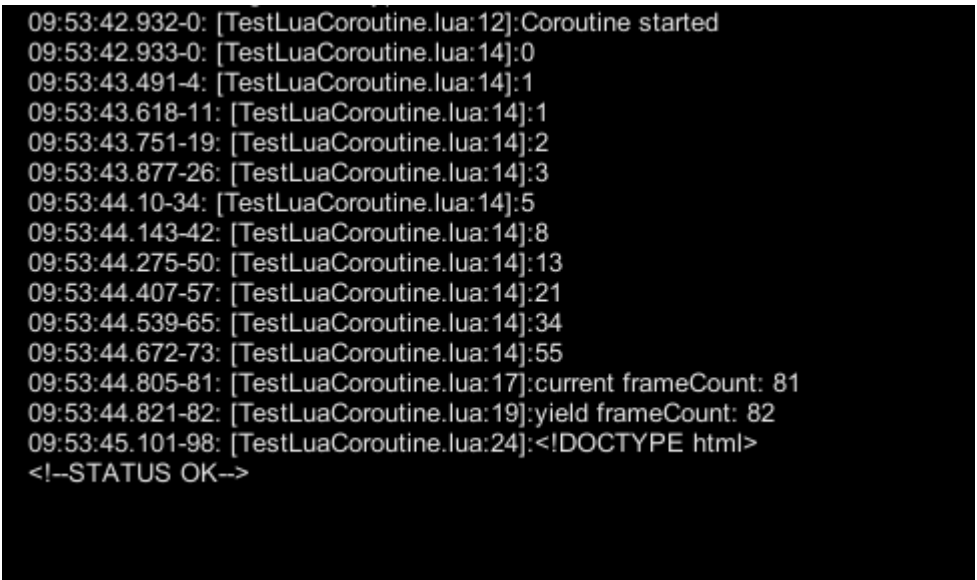 09:53:42.932-0: [TestLuaCoroutine.lua:12]:Coroutine started
09:53:42.933-0: [TestLuaCoroutine.lua:14]:0
09:53:43.491-4: [TestLuaCoroutine.lua:14]:1
09:53:43.618-11: [TestLuaCoroutine.lua:14]:1
09:53:43.751-19: [TestLuaCoroutine.lua:14]:2
09:53:43.877-26: [TestLuaCoroutine.lua:14]:3
09:53:44.10-34: [TestLuaCoroutine.lua:14]:5
09:53:44.143-42: [TestLuaCoroutine.lua:14]:8
09:53:44.275-50: [TestLuaCoroutine.lua:14]:13
09:53:44.407-57: [TestLuaCoroutine.lua:14]:21
09:53:44.539-65: [TestLuaCoroutine.lua:14]:34
09:53:44.672-73: [TestLuaCoroutine.lua:14]:55
09:53:44.805-81: [TestLuaCoroutine.lua:17]:current frameCount: 81
09:53:44.821-82: [TestLuaCoroutine.lua:19]:yield frameCount: 82
09:53:45.101-98: [TestLuaCoroutine.lua:24]:<!DOCTYPE html>
<!--STATUS OK-->